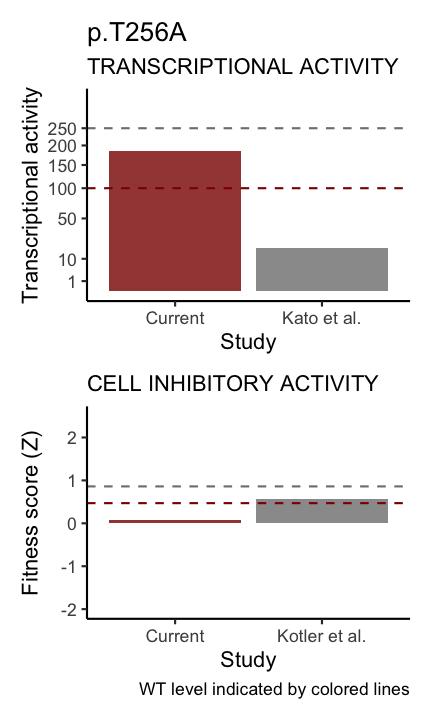 p.T256A
TRANSCRIPTIONAL ACTIVITY
Transcriptional activity
250
200
150
100
50
10
1
Current
Kato et al.
Study
CELL INHIBITORY ACTIVITY
Fitness score (Z)
2
1
0
-1
-2
Current
Kotler et al.
Study
WT level indicated by colored lines